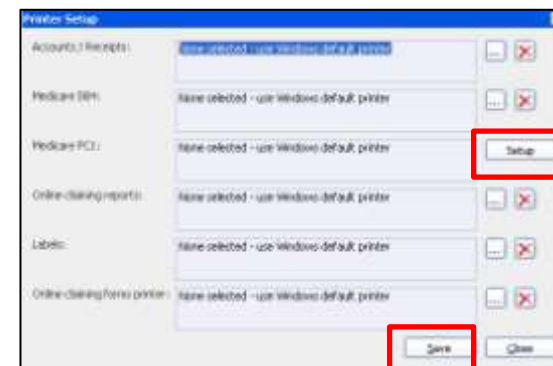 Printer Setup
Accounts / Receipts: None selected - use Windows default printer ...
Medicare DB4: None selected - use Windows default printer ...
Medicare PCI: None selected - use Windows default printer Setup
Online claiming reports: None selected - use Windows default printer ...
Labels: None selected - use Windows default printer ...
Online claiming forms printer: None selected - use Windows default printer ...
Save Close